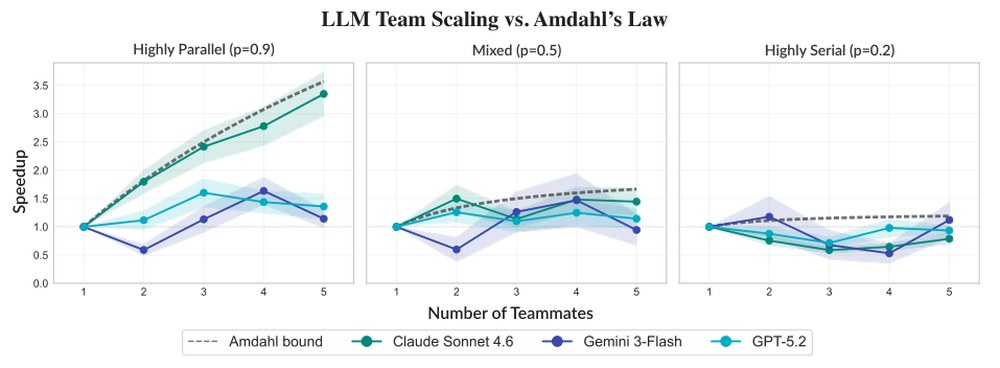 LLM Team Scaling vs. Amdahl's Law
Highly Parallel (p=0.9)
Mixed (p=0.5)
Highly Serial (p=0.2)
Speedup
3.5
3.0
2.5
2.0
1.5
1.0
0.5
0.0
1 2 3 4 5
1 2 3 4 5
1 2 3 4 5
Number of Teammates
Amdahl bound
Claude Sonnet 4.6
Gemini 3-Flash
GPT-5.2